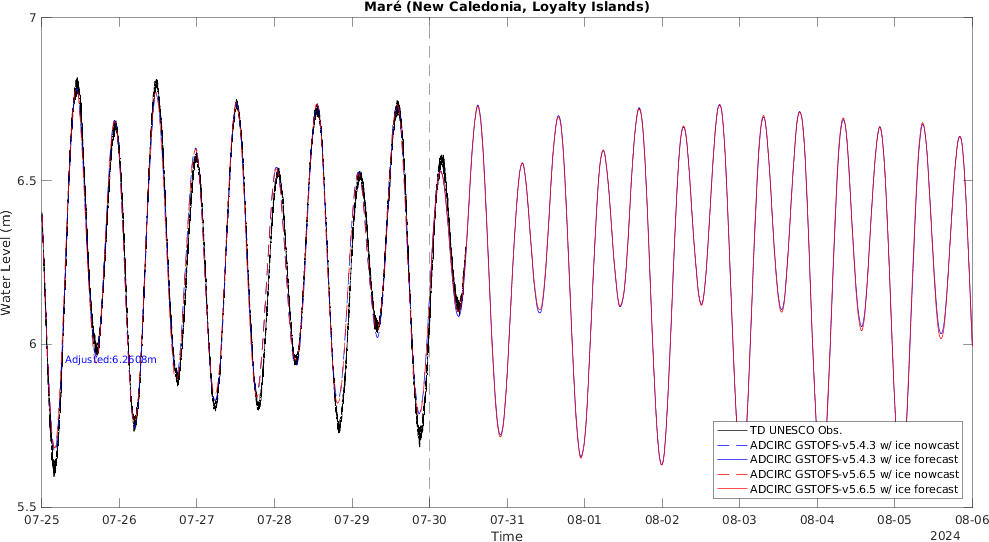 Maré (New Caledonia, Loyalty Islands)
7
6.5
6
5.5
Water Level (m)
Adjusted:6.2608m
TD UNESCO Obs.
ADCIRC GSTOFS-v5.4.3 w/ ice nowcast
ADCIRC GSTOFS-v5.4.3 w/ ice forecast
ADCIRC GSTOFS-v5.6.5 w/ ice nowcast
ADCIRC GSTOFS-v5.6.5 w/ ice forecast
07-25 07-26 07-27 07-28 07-29 07-30 07-31 08-01 08-02 08-03 08-04 08-05 08-06
Time
2024